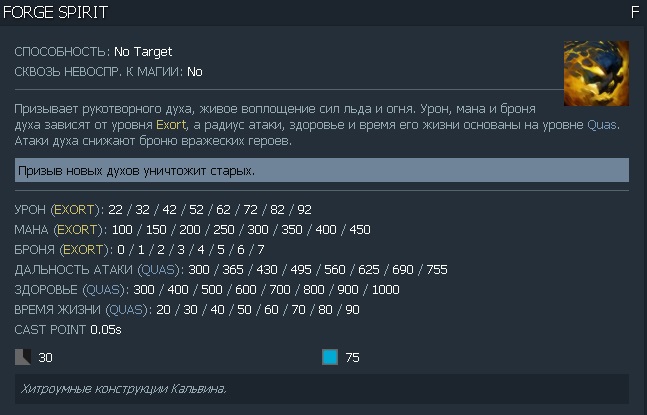 FORGE SPIRIT F
СПОСОБНОСТЬ: No Target
СКВОЗЬ НЕВОСПР. К МАГИИ: No
Призывает рукотворного духа, живое воплощение сил льда и огня. Урон, мана и броня
духа зависят от уровня Exort, а радиус атаки, здоровье и время его жизни основаны на уровне Quas.
Атаки духа снижают броню вражеских героев.
Призыв новых духов уничтожит старых.
УРОН (EXORT): 22 / 32 / 42 / 52 / 62 / 72 / 82 / 92
МАНА (EXORT): 100 / 150 / 200 / 250 / 300 / 350 / 400 / 450
БРОНЯ (EXORT): 0 / 1 / 2 / 3 / 4 / 5 / 6 / 7
ДАЛЬНОСТЬ АТАКИ (QUAS): 300 / 365 / 430 / 495 / 560 / 625 / 690 / 755
ЗДОРОВЬЕ (QUAS): 300 / 400 / 500 / 600 / 700 / 800 / 900 / 1000
ВРЕМЯ ЖИЗНИ (QUAS): 20 / 30 / 40 / 50 / 60 / 70 / 80 / 90
CAST POINT 0.05s
30 75
Хитроумные конструкции Кальвина.